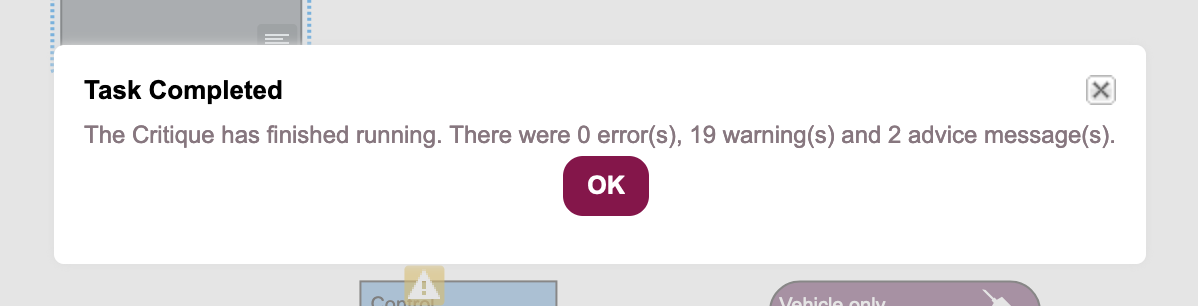 Task Completed
The Critique has finished running. There were 0 error(s), 19 warning(s) and 2 advice message(s).
OK
Control
Vehicle only